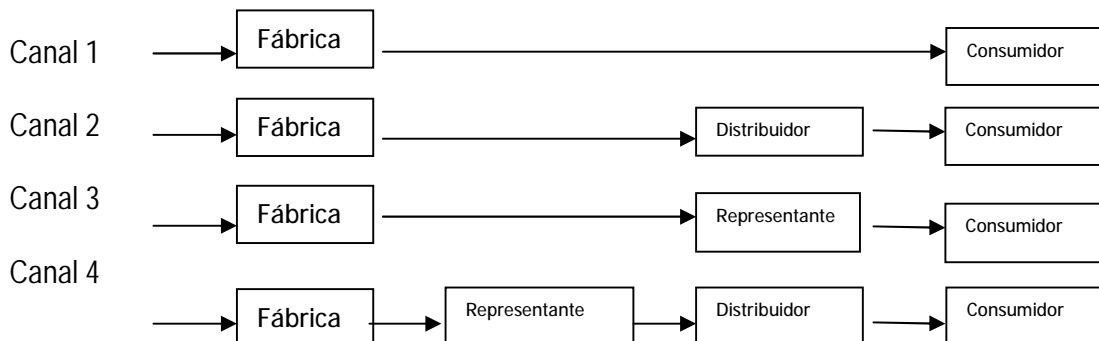 Canal 1 Fábrica Consumidor
Canal 2 Fábrica Distribuidor Consumidor
Canal 3 Fábrica Representante Consumidor
Canal 4
Fábrica Representante Distribuidor Consumidor